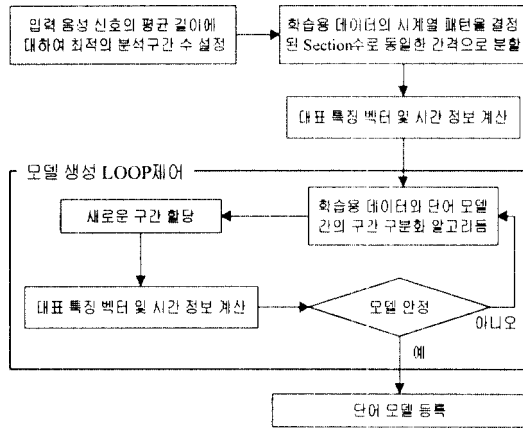 입력 음성 신호의 평균 길이에
대하여 최적의 분석구간 수 설정
학습용 데이터의 시계열 패턴을 결정
된 Section수로 동일한 간격으로 분할
대표 특징 벡터 및 시간 정보 계산
모델 생성 LOOP제어
학습용 데이터와 단어 모델
간의 구간 구분화 알고리듬
새로운 구간 할당
대표 특징 벡터 및 시간 정보 계산
모델 안정
아니오
예
단어 모델 등록